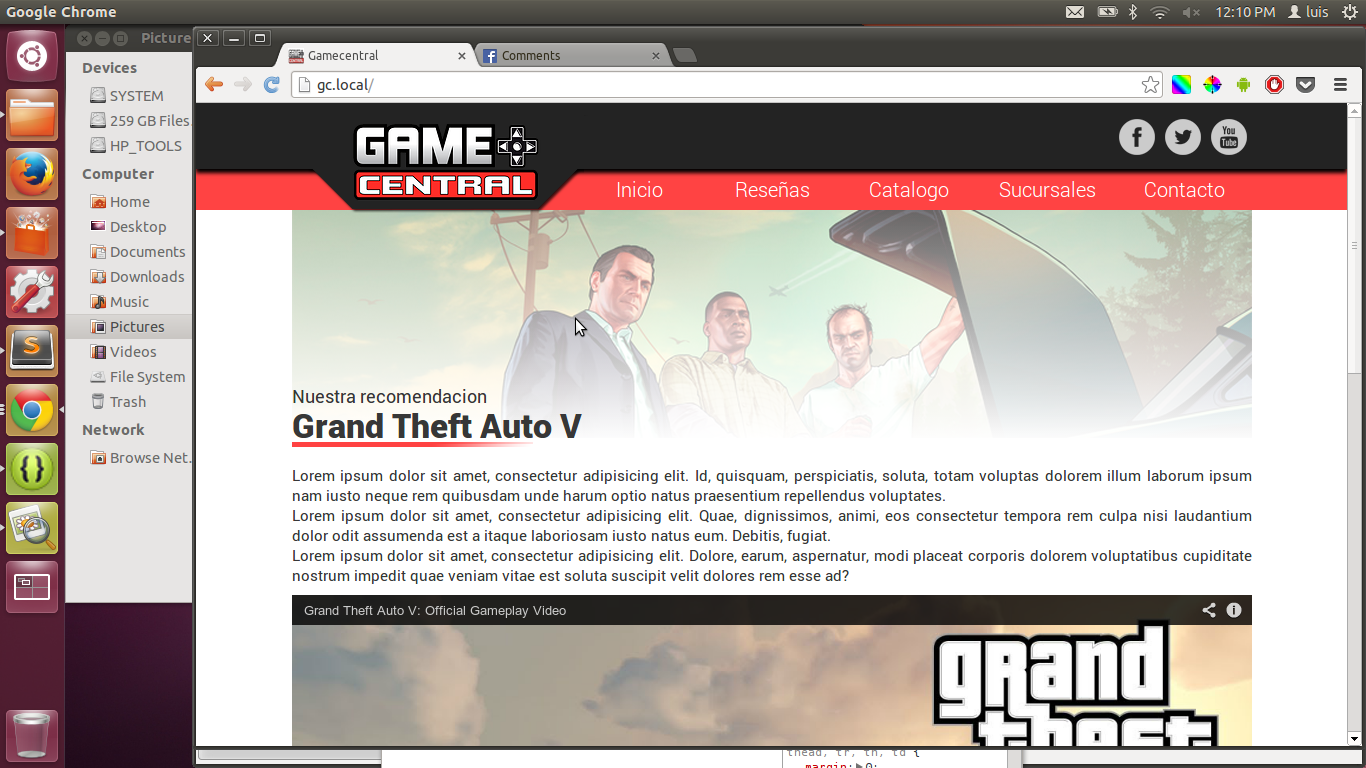 Google Chrome
12:10 PM
luis
Picture
Devices
SYSTEM
259 GB Files
HP_TOOLS
Computer
Home
Desktop
Documents
Downloads
Music
Pictures
Videos
File System
Trash
Network
Browse Net...
Gamecentral
Comments
gc.local/
GAME
CENTRAL
You
Tube
Inicio
Reseñas
Catalogo
Sucursales
Contacto
Nuestra recomendacion
Grand Theft Auto V
Lorem ipsum dolor sit amet, consectetur adipisicing elit. Id, quisquam, perspiciatis, soluta, totam voluptas dolorem illum laborum ipsum
nam iusto neque rem quibusdam unde harum optio natus praesentium repellendus voluptates.
Lorem ipsum dolor sit amet, consectetur adipisicing elit. Quae, dignissimos, animi, eos consectetur tempora rem culpa nisi laudantium
dolor odit assumenda est a itaque laboriosam iusto natus eum. Debitis, fugiat.
Lorem ipsum dolor sit amet, consectetur adipisicing elit. Dolore, earum, aspernatur, modi placeat corporis dolorem voluptatibus cupiditate
nostrum impedit quae veniam vitae est soluta suscipit velit dolores rem esse ad?
Grand Theft Auto V: Official Gameplay Video
grand
theft
thead, tr, th, td {
margin: 0;